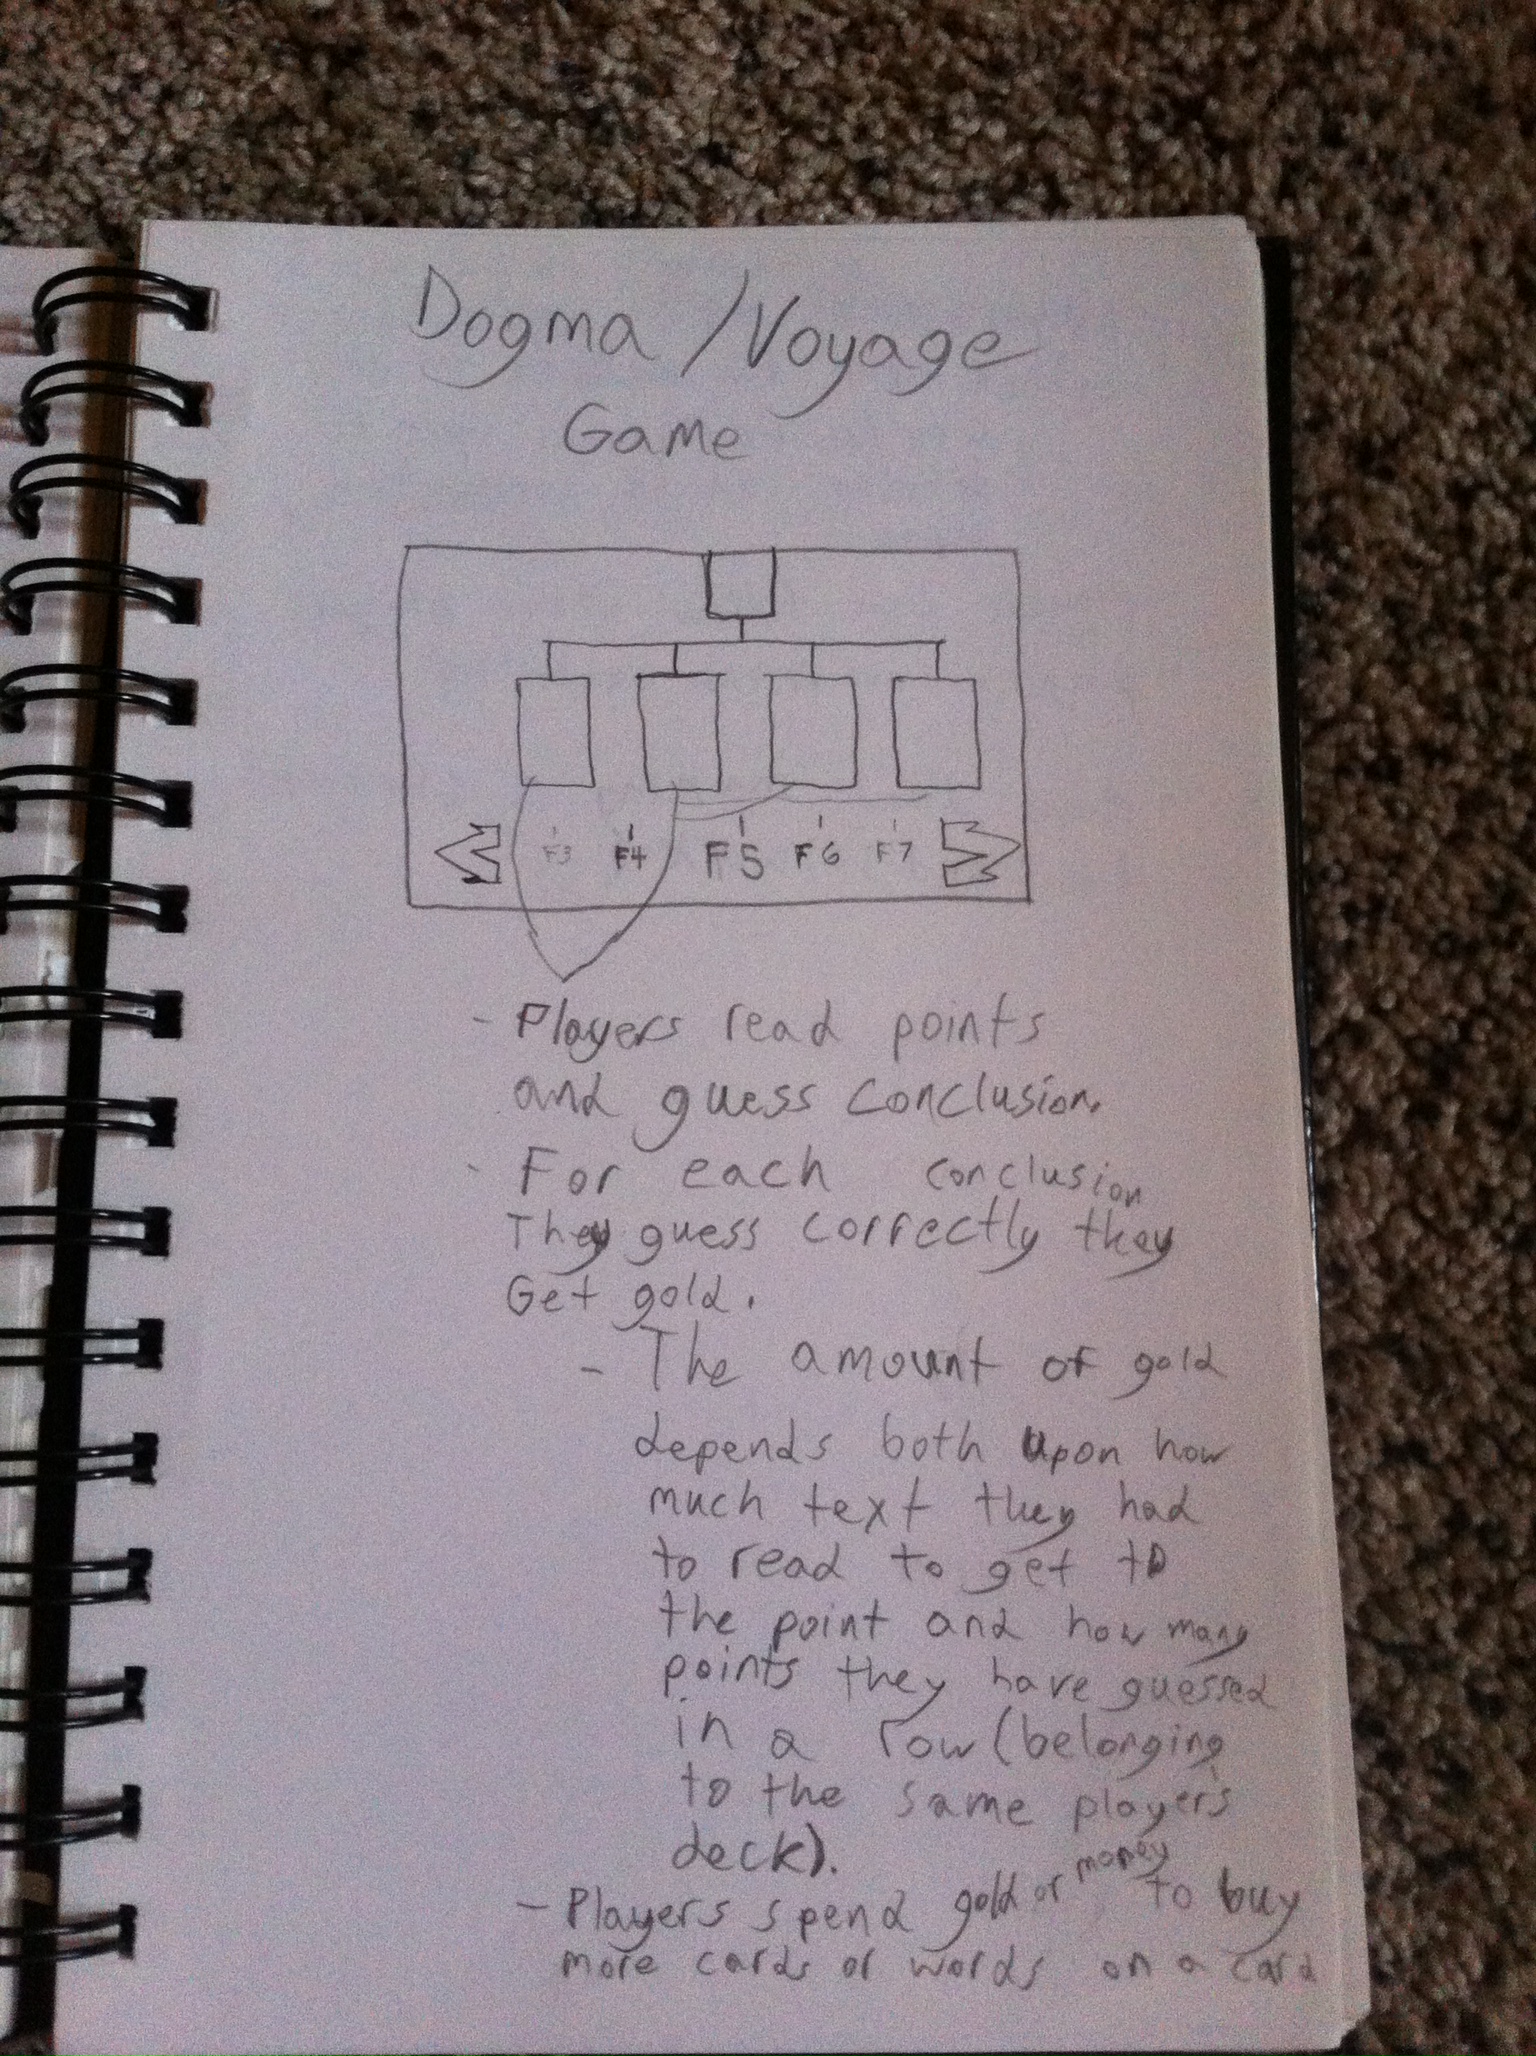 Dogma / Voyage
Game
F3 F4 F5 F6 F7
- Players read points
and guess conclusion.
- For each conclusion
They guess correctly they
Get gold.
- The amount of gold
depends both upon how
much text they had
to read to get to
the point and how many
points they have guessed
in a row (belonging
to the same player's
deck).
- Players spend gold or money to buy
more cards or words on a card